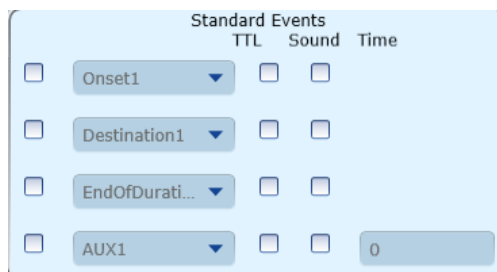 Standard Events
TTL Sound Time
Onset1
Destination1
EndOfDurati...
AUX1 0